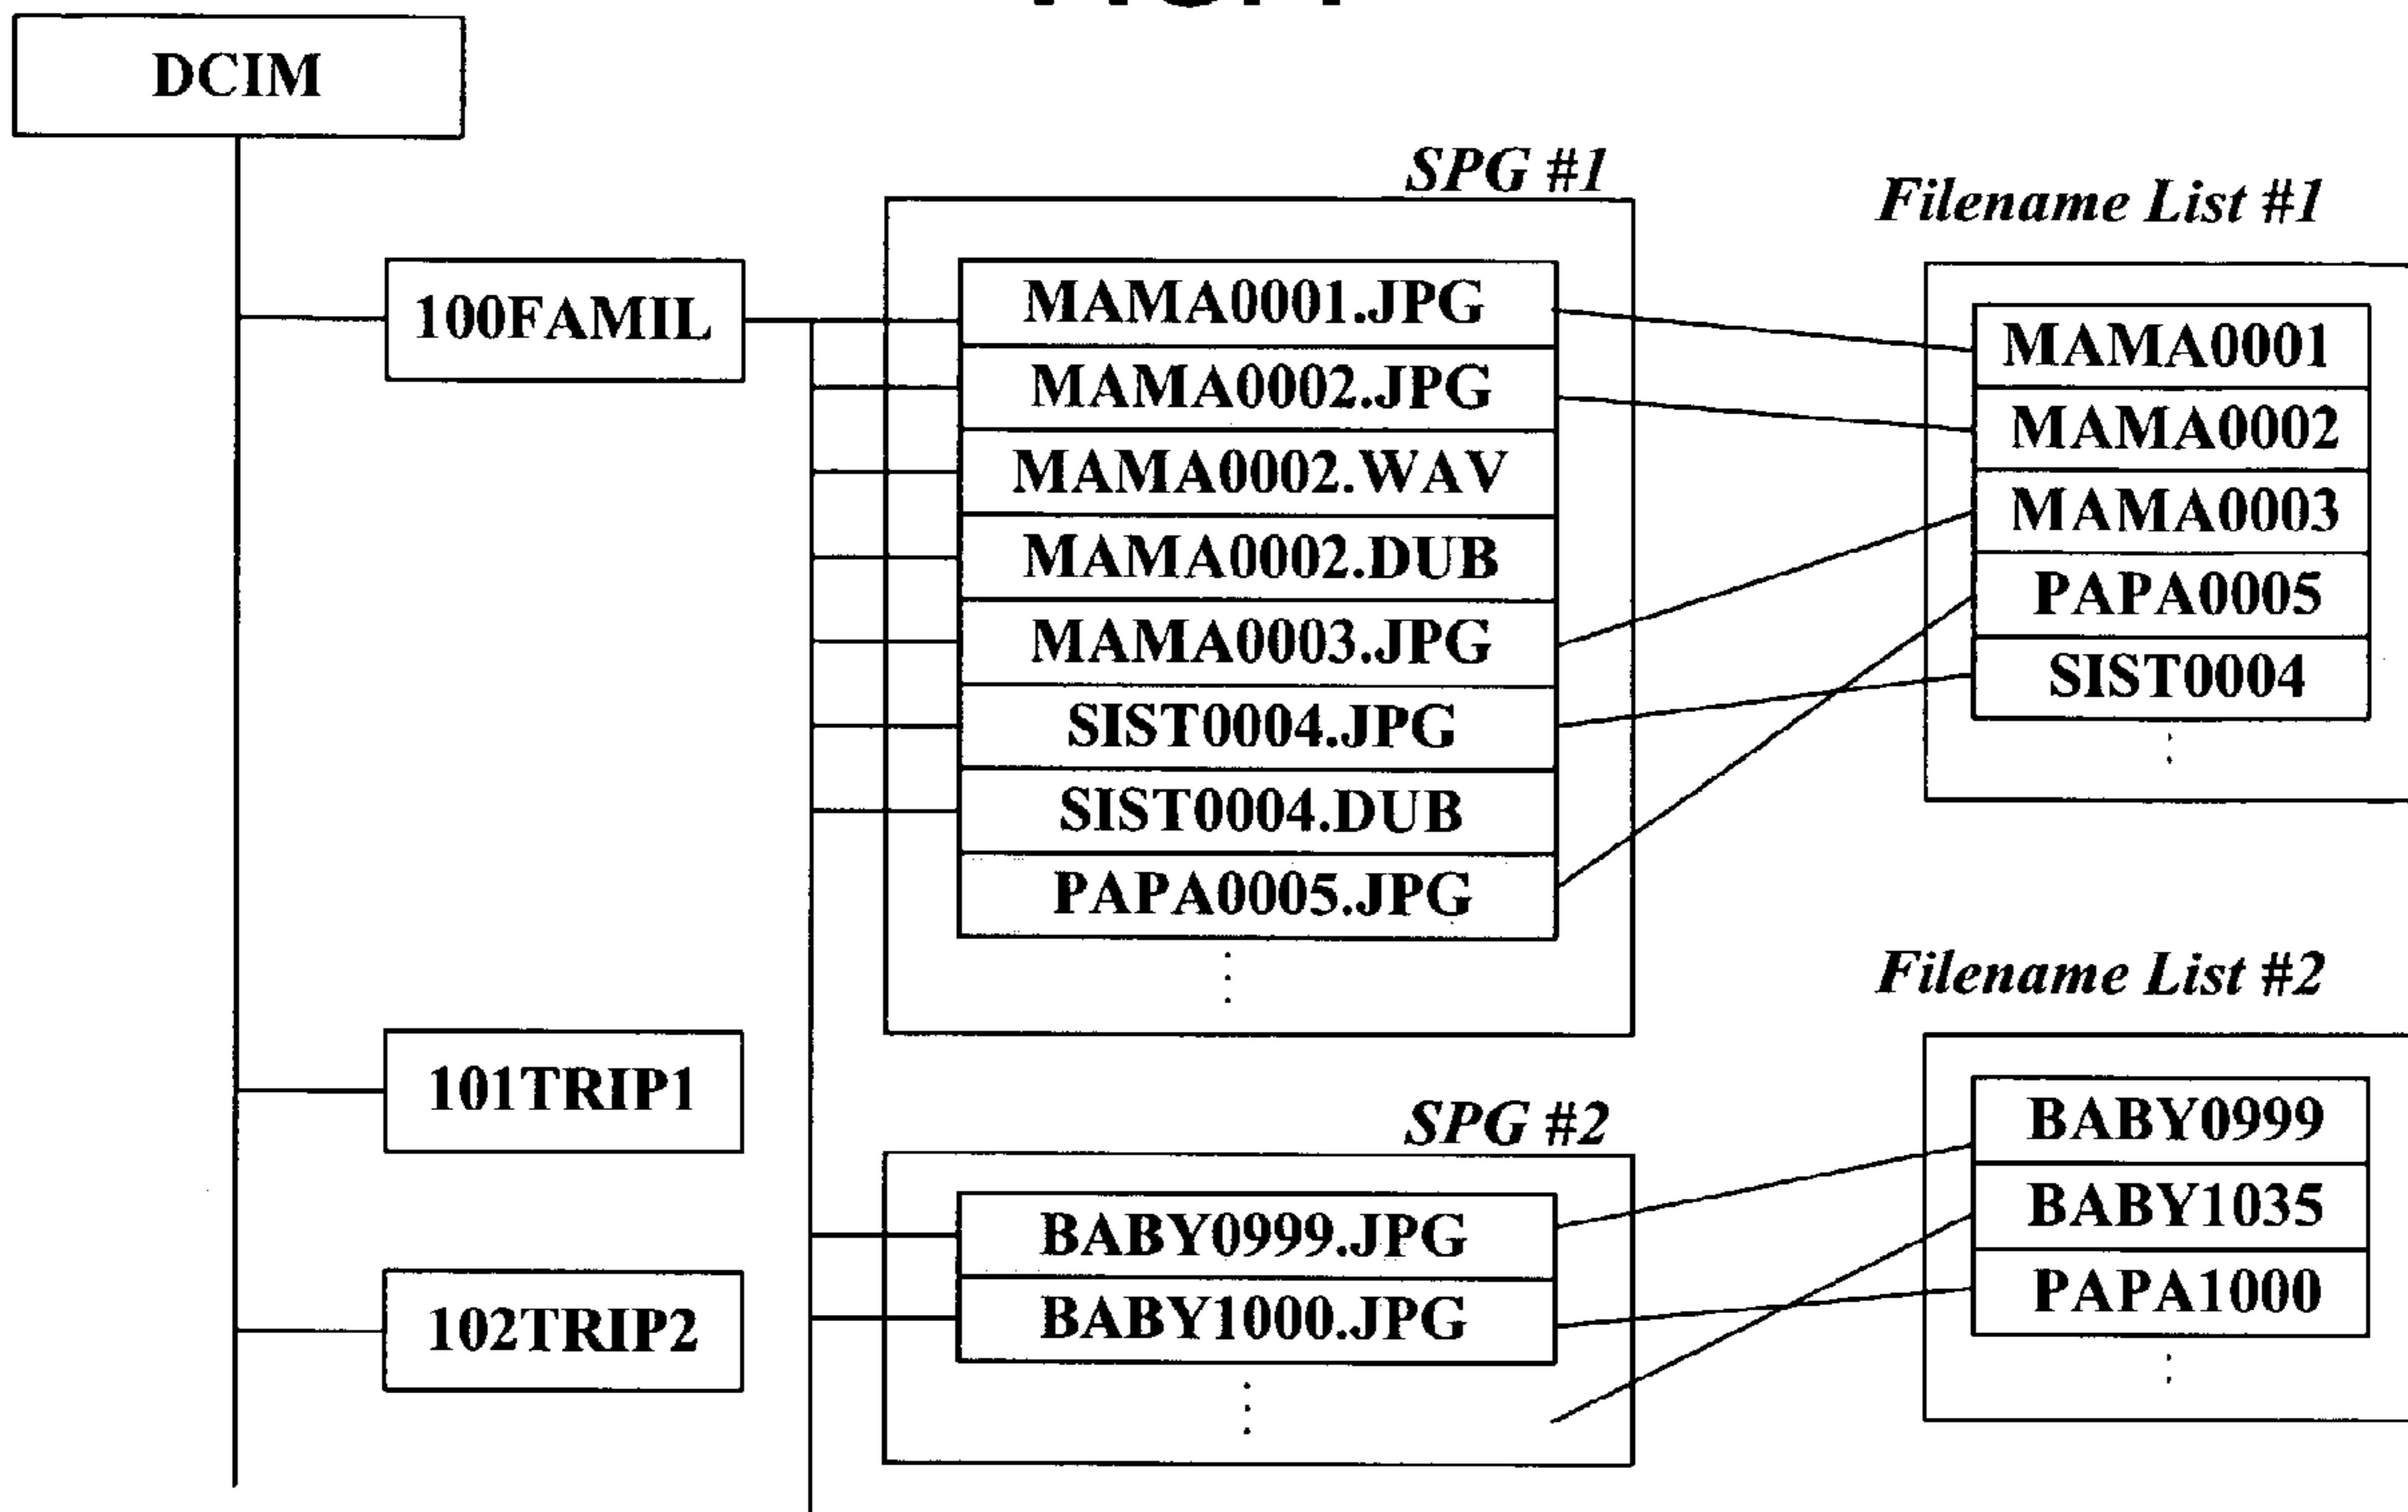 DCIM
SPG #1
Filename List #1
100FAMIL
MAMA0001.JPG
MAMA0002.JPG
MAMA0002.WAV
MAMA0002.DUB
MAMA0003.JPG
SIST0004.JPG
SIST0004.DUB
PAPA0005.JPG
MAMA0001
MAMA0002
MAMA0003
PAPA0005
SIST0004
Filename List #2
101TRIP1
SPG #2
102TRIP2
BABY0999.JPG
BABY1000.JPG
BABY0999
BABY1035
PAPA1000